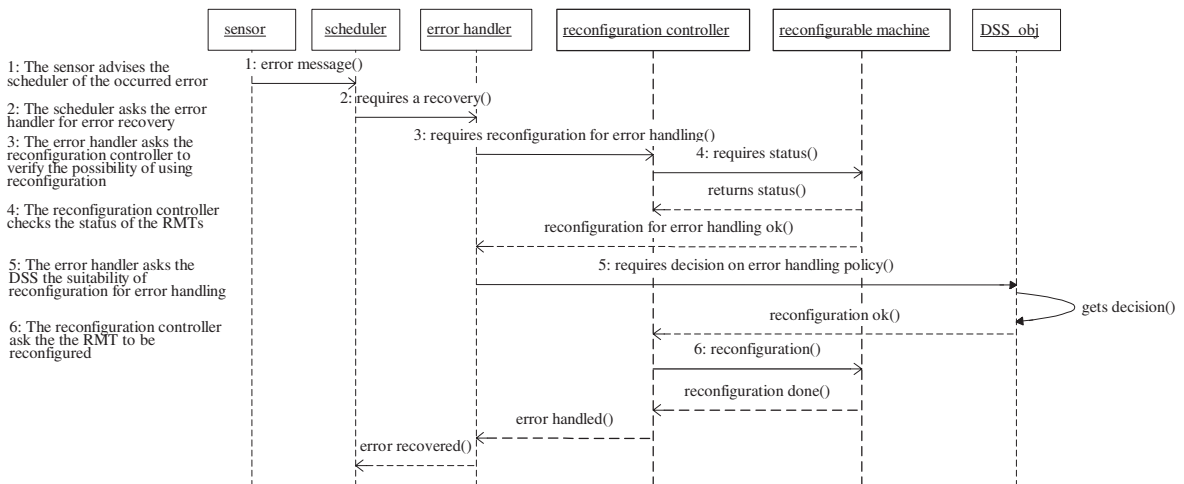 sensor
scheduler
error handler
reconfiguration controller
reconfigurable machine
DSS_obj
1: The sensor advises the
scheduler of the occurred error
2: The scheduler asks the error
handler for error recovery
3: The error handler asks the
reconfiguration controller to
verify the possibility of using
reconfiguration
4: The reconfiguration controller
checks the status of the RMTs
5: The error handler asks the
DSS the suitability of
reconfiguration for error handling
6: The reconfiguration controller
ask the the RMT to be
reconfigured
1: error message()
2: requires a recovery()
3: requires reconfiguration for error handling()
4: requires status()
returns status()
reconfiguration for error handling ok()
5: requires decision on error handling policy()
gets decision()
reconfiguration ok()
6: reconfiguration()
reconfiguration done()
error handled()
error recovered()